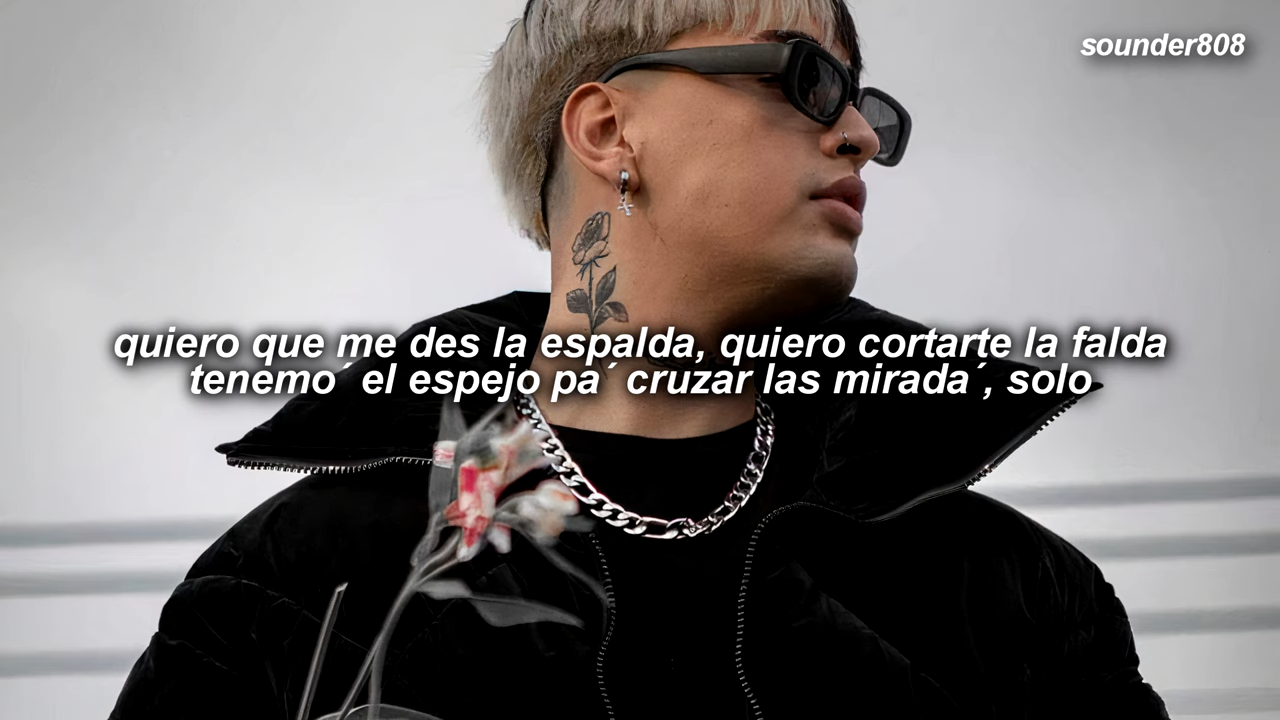 sounder808
quiero que me des la espalda, quiero cortarte la falda
tenemo´ el espejo pa´ cruzar las mirada´, solo